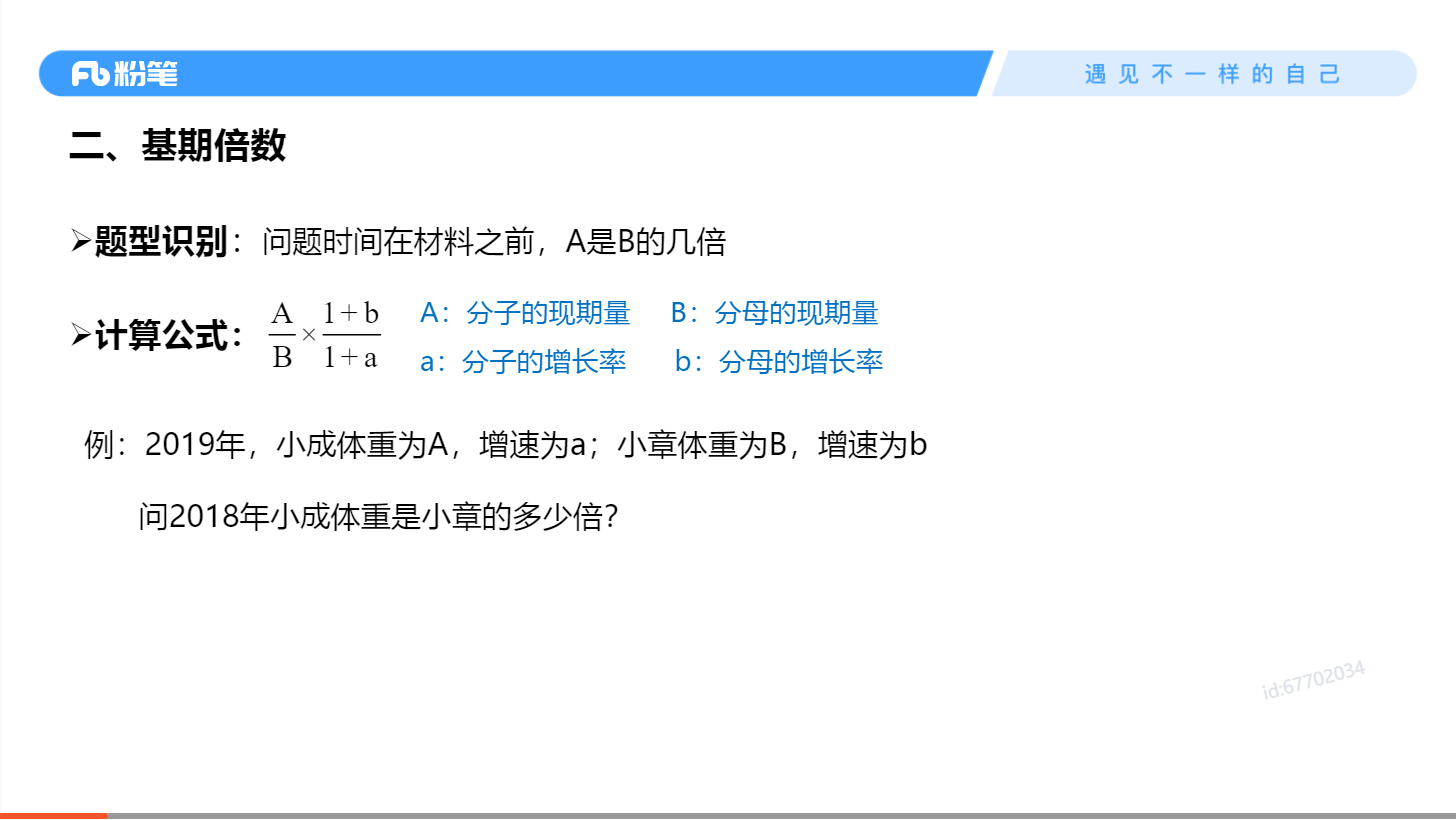 粉笔
遇见不一样的自己
二、基期倍数
➢题型识别：问题时间在材料之前，A是B的几倍
➢计算公式：A/B × (1+b)/(1+a)
A：分子的现期量 B：分母的现期量
a：分子的增长率 b：分母的增长率
例：2019年，小成体重为A，增速为a；小章体重为B，增速为b
问2018年小成体重是小章的多少倍？
id:67702034